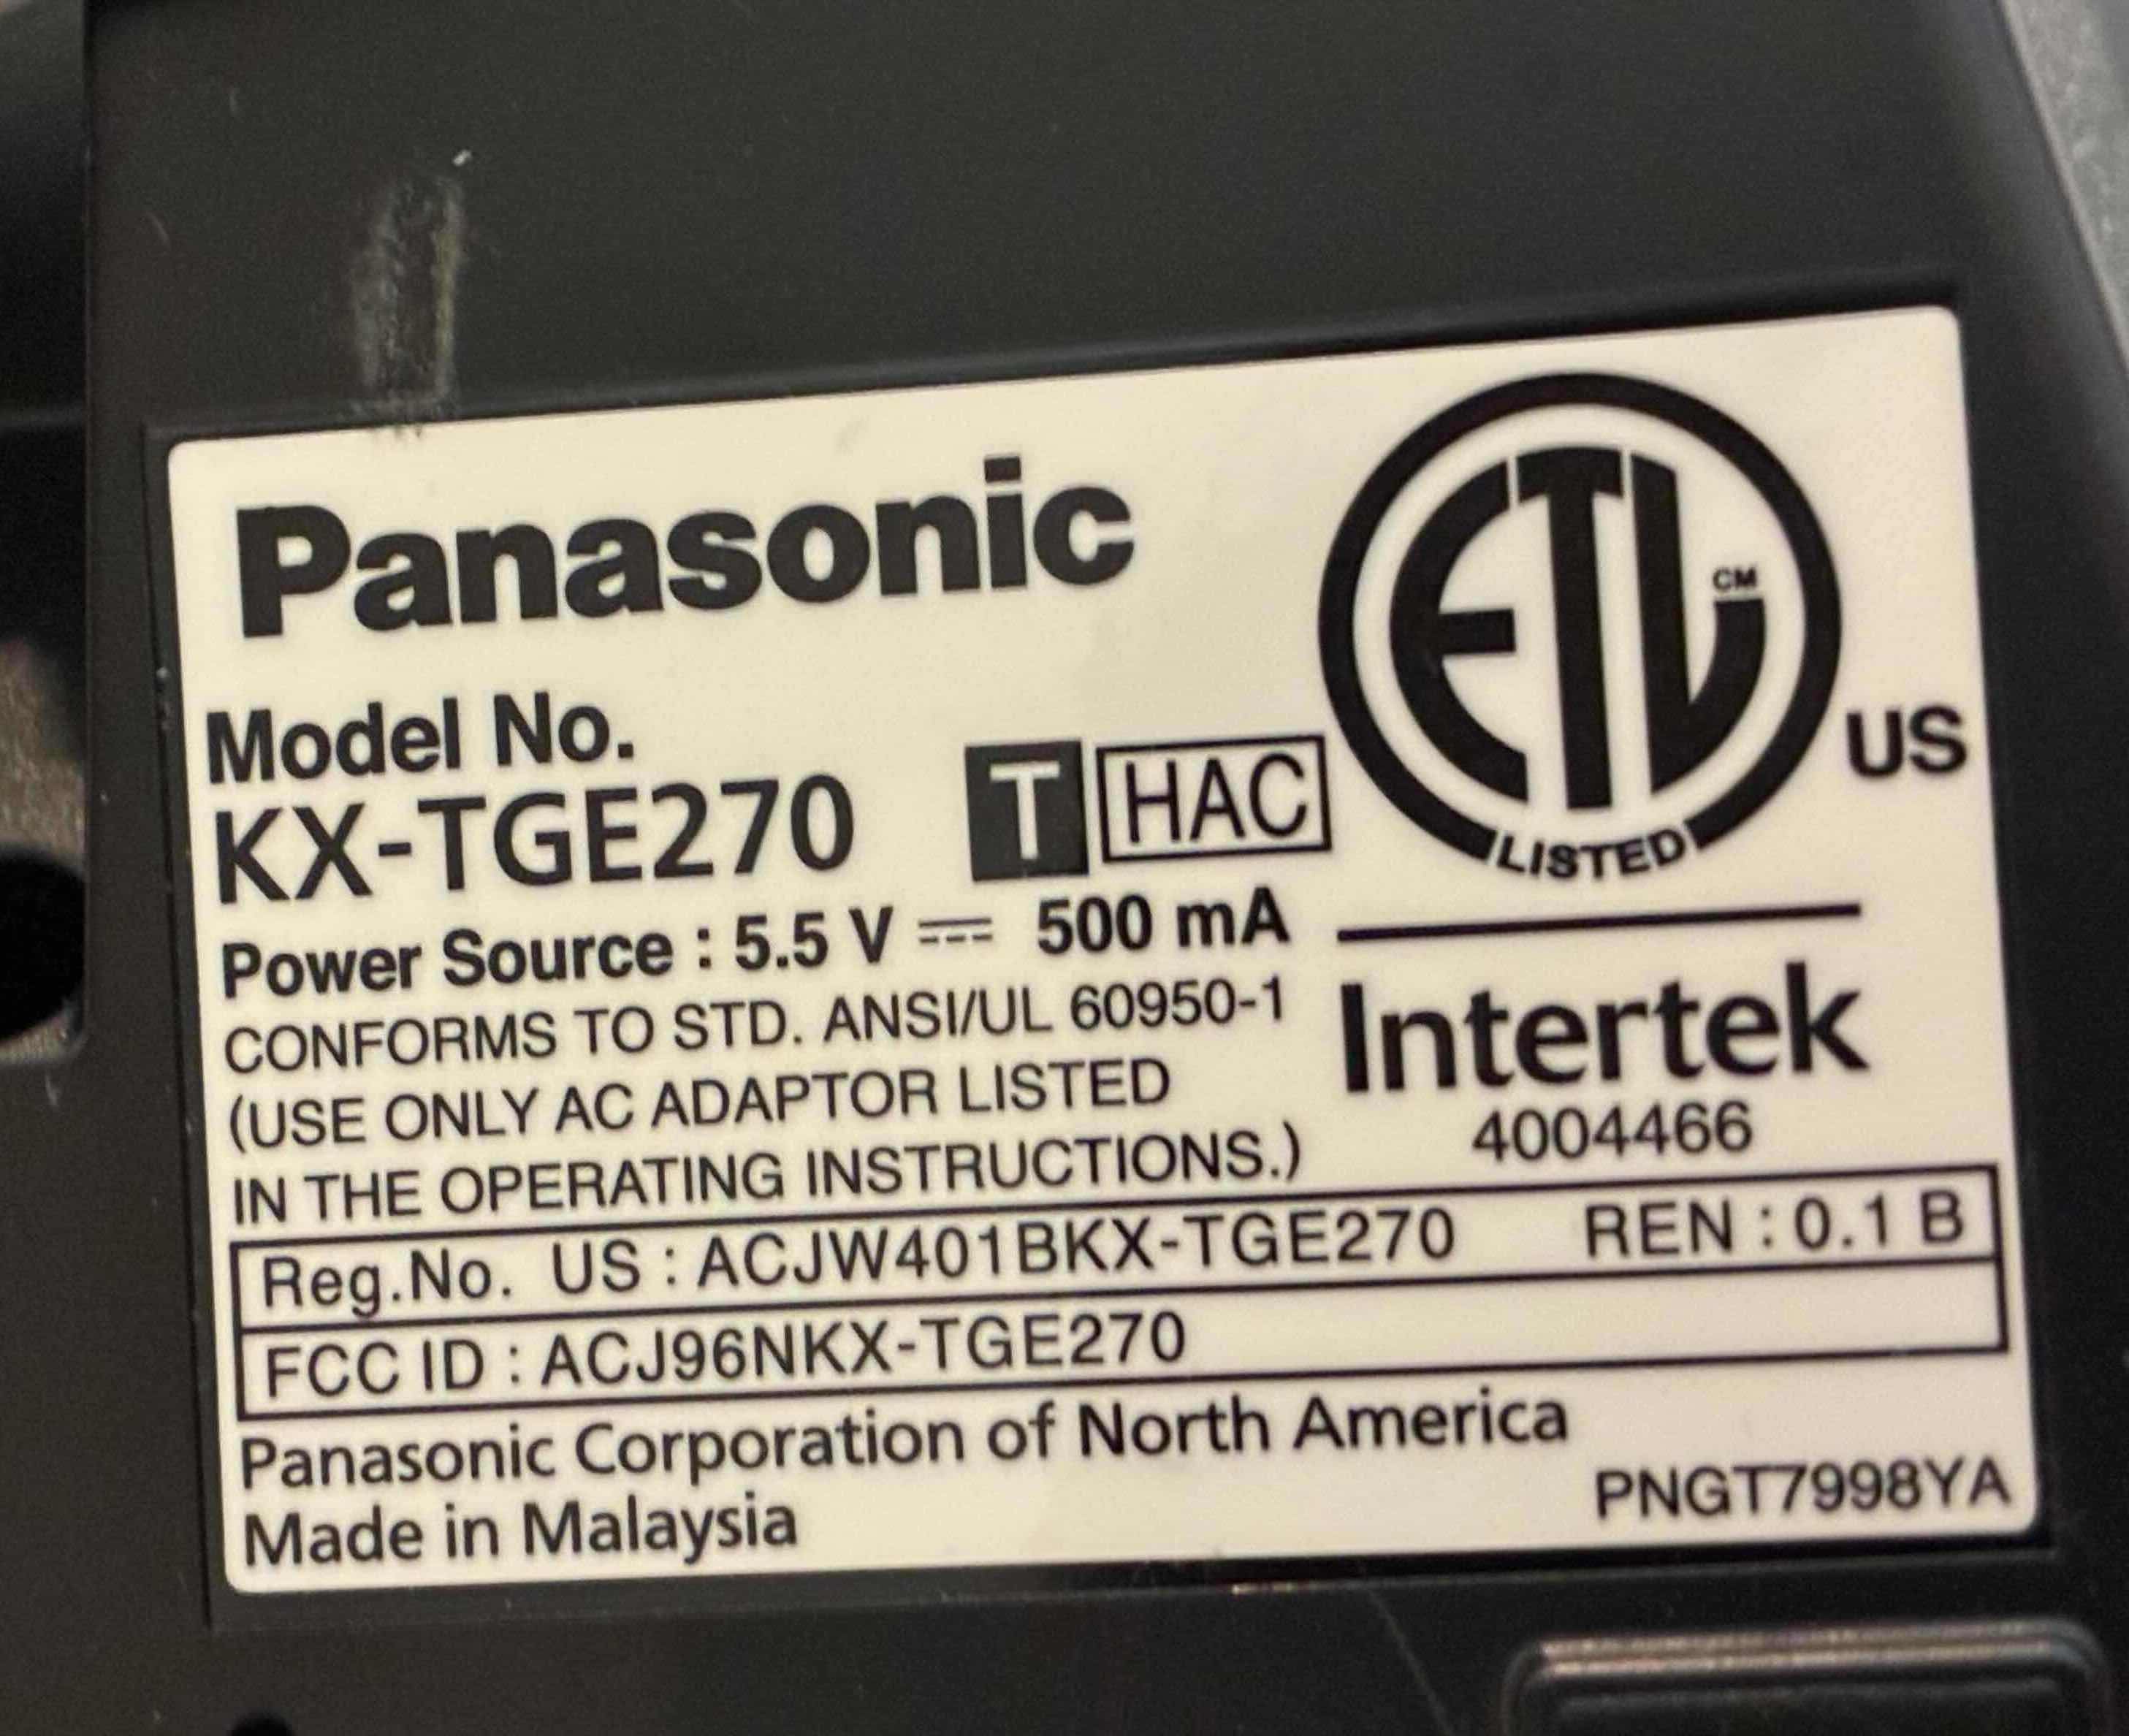 Panasonic
ETL CM
LISTED
US
Intertek
4004466
Model No.
KX-TGE270 T HAC
Power Source : 5.5 V ⎓ 500 mA
CONFORMS TO STD. ANSI/UL 60950-1
(USE ONLY AC ADAPTOR LISTED
IN THE OPERATING INSTRUCTIONS.)
Reg.No. US : ACJW401BKX-TGE270 REN : 0.1 B
FCC ID : ACJ96NKX-TGE270
Panasonic Corporation of North America
Made in Malaysia
PNGT7998YA